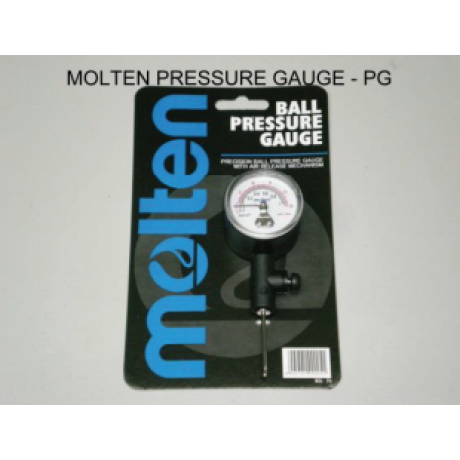 MOLTEN PRESSURE GAUGE - PG
BALL
PRESSURE
GAUGE
PRECISION BALL PRESSURE GAUGE
WITH AIR RELEASE MECHANISM
molten